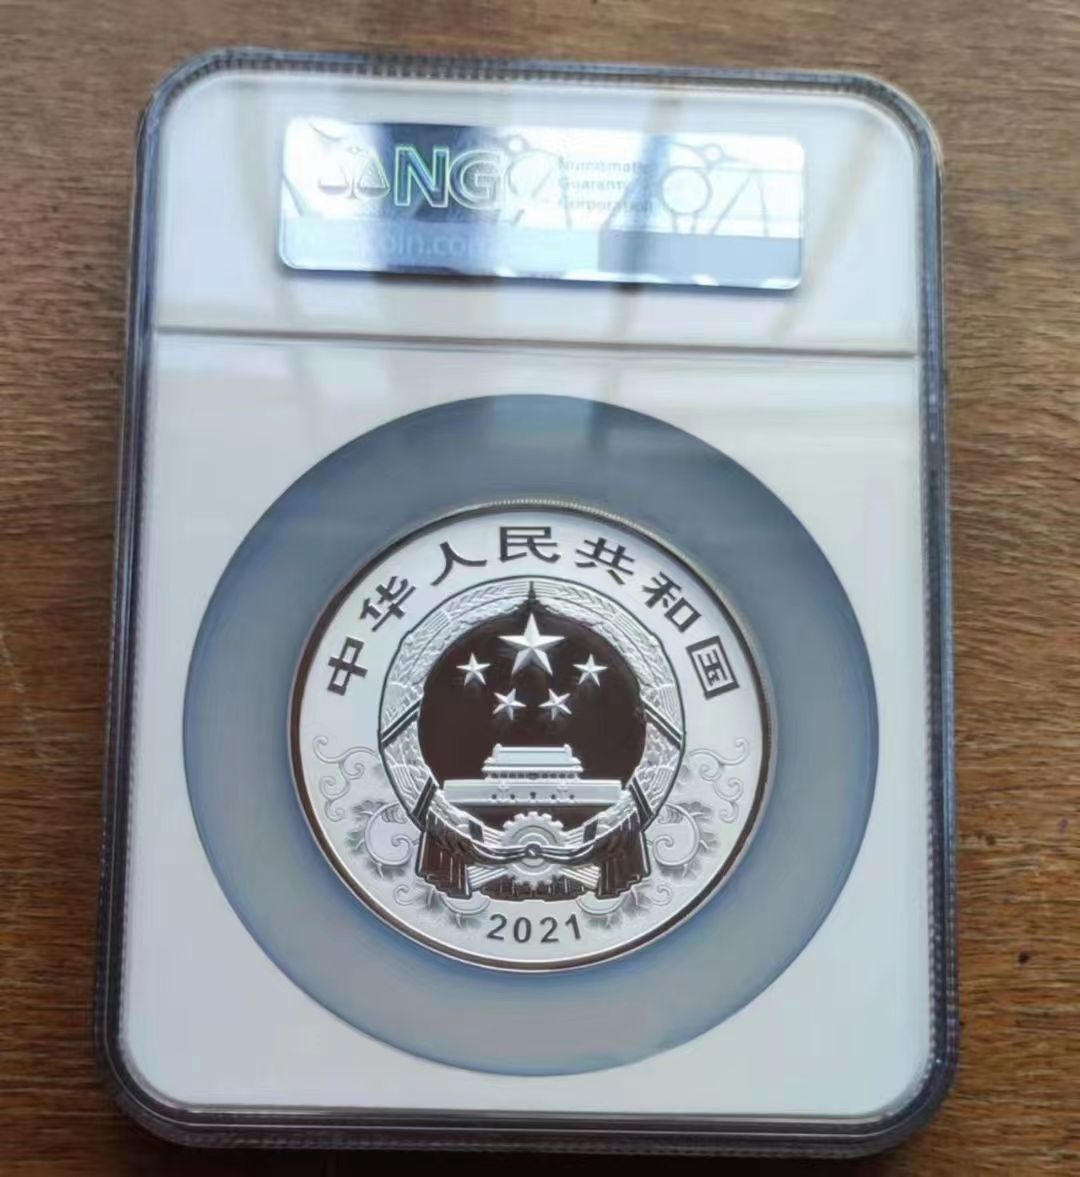 NGC
Numismatic
Guaranty
Corporation
中华人民共和国
2021